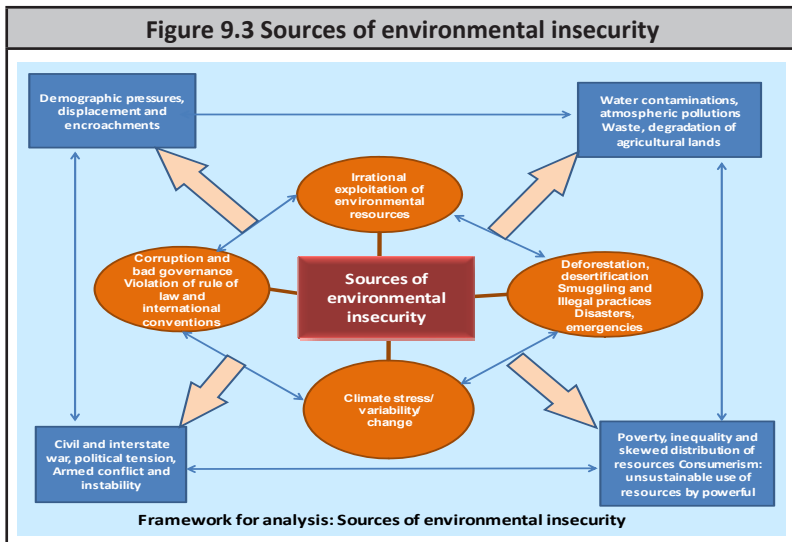 Figure 9.3 Sources of environmental insecurity
Demographic pressures,
displacement and
encroachments
Water contaminations,
atmospheric pollutions
Waste, degradation of
agricultural lands
Irrational
exploitation of
environmental
resources
Corruption and
bad governance
Violation of rule of
law and
international
conventions
Sources of
environmental
insecurity
Deforestation,
desertification
Smuggling and
Illegal practices
Disasters,
emergencies
Climate stress/
variability/
change
Civil and interstate
war, political tension,
Armed conflict and
instability
Poverty, inequality and
skewed distribution of
resources Consumerism:
unsustainable use of
resources by powerful
Framework for analysis: Sources of environmental insecurity